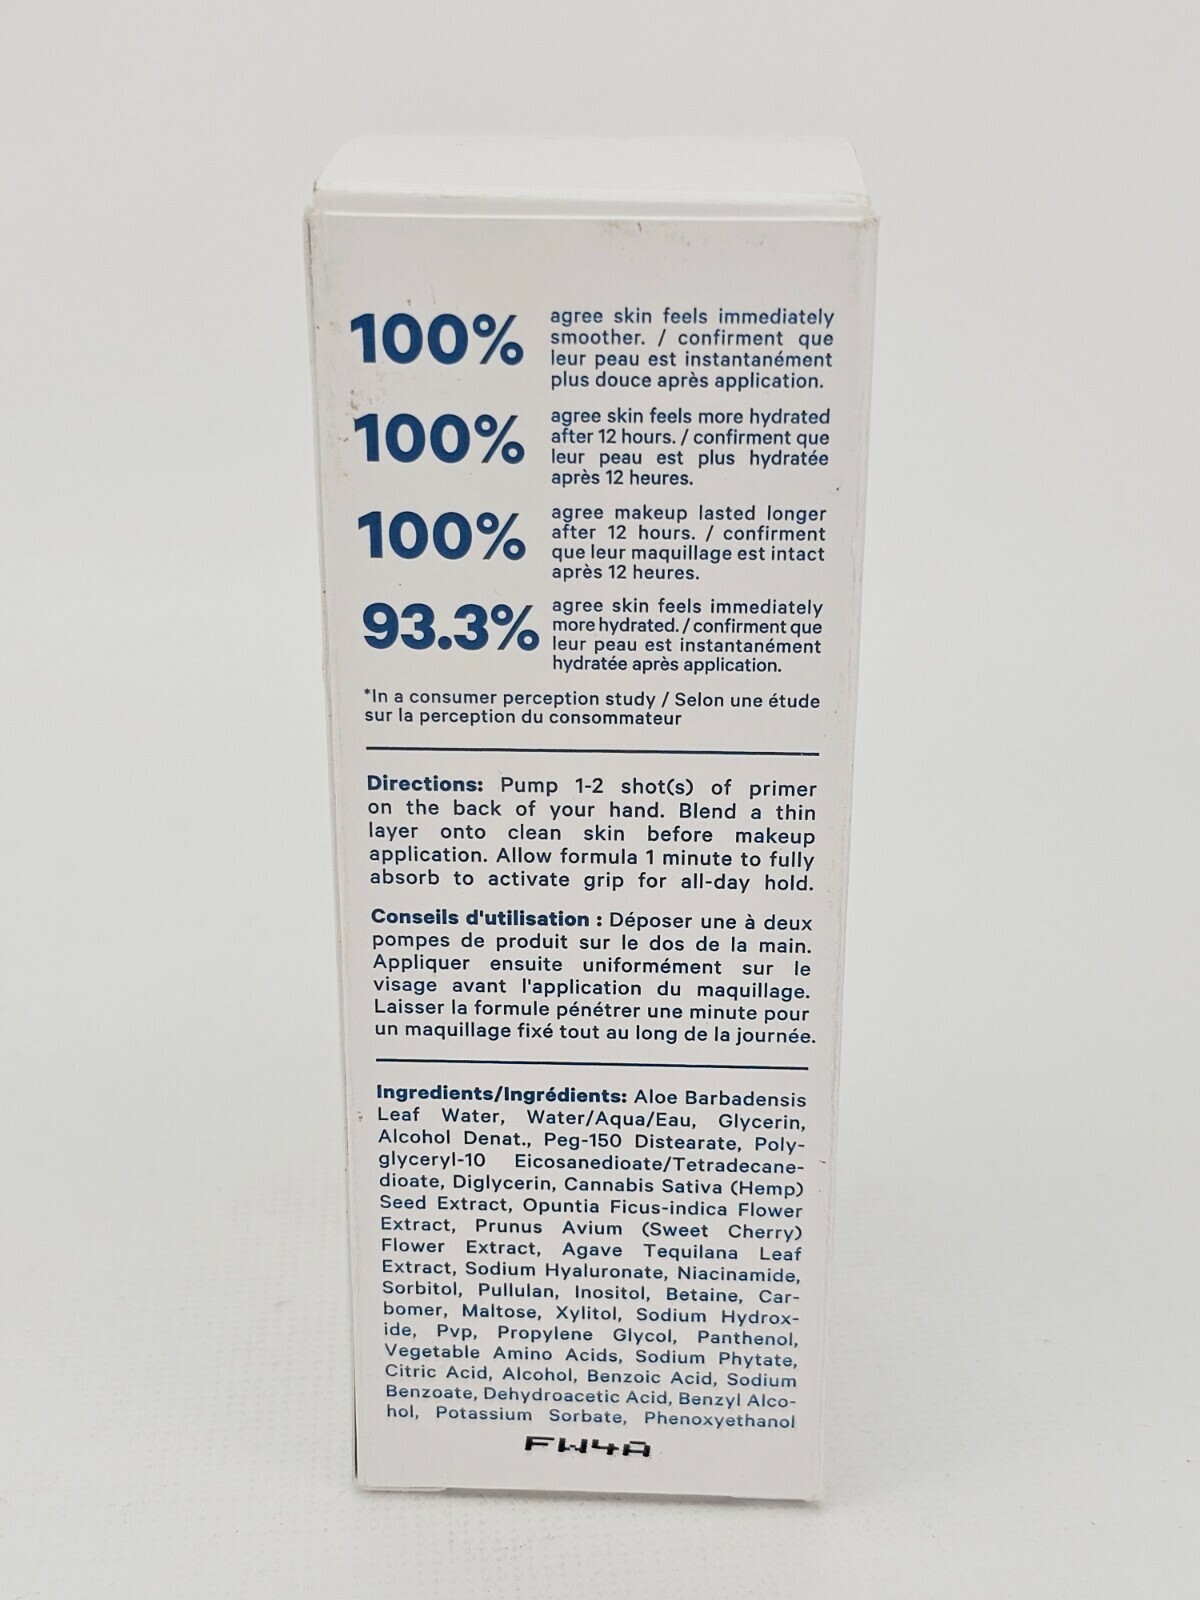 100%
agree skin feels immediately
smoother. / confirment que
leur peau est instantanément
plus douce après application.
100%
agree skin feels more hydrated
after 12 hours. / confirment que
leur peau est plus hydratée
après 12 heures.
100%
agree makeup lasted longer
after 12 hours. / confirment
que leur maquillage est intact
après 12 heures.
93.3%
agree skin feels immediately
more hydrated. / confirment que
leur peau est instantanément
hydratée après application.
*In a consumer perception study / Selon une étude
sur la perception du consommateur
Directions: Pump 1-2 shot(s) of primer
on the back of your hand. Blend a thin
layer onto clean skin before makeup
application. Allow formula 1 minute to fully
absorb to activate grip for all-day hold.
Conseils d'utilisation : Déposer une à deux
pompes de produit sur le dos de la main.
Appliquer ensuite uniformément sur le
visage avant l'application du maquillage.
Laisser la formule pénétrer une minute pour
un maquillage fixé tout au long de la journée.
Ingredients/Ingrédients: Aloe Barbadensis
Leaf Water, Water/Aqua/Eau, Glycerin,
Alcohol Denat., Peg-150 Distearate, Poly-
glyceryl-10 Eicosanedioate/Tetradecane-
dioate, Diglycerin, Cannabis Sativa (Hemp)
Seed Extract, Opuntia Ficus-indica Flower
Extract, Prunus Avium (Sweet Cherry)
Flower Extract, Agave Tequilana Leaf
Extract, Sodium Hyaluronate, Niacinamide,
Sorbitol, Pullulan, Inositol, Betaine, Car-
bomer, Maltose, Xylitol, Sodium Hydrox-
ide, Pvp, Propylene Glycol, Panthenol,
Vegetable Amino Acids, Sodium Phytate,
Citric Acid, Alcohol, Benzoic Acid, Sodium
Benzoate, Dehydroacetic Acid, Benzyl Alco-
hol, Potassium Sorbate, Phenoxyethanol
FW4A